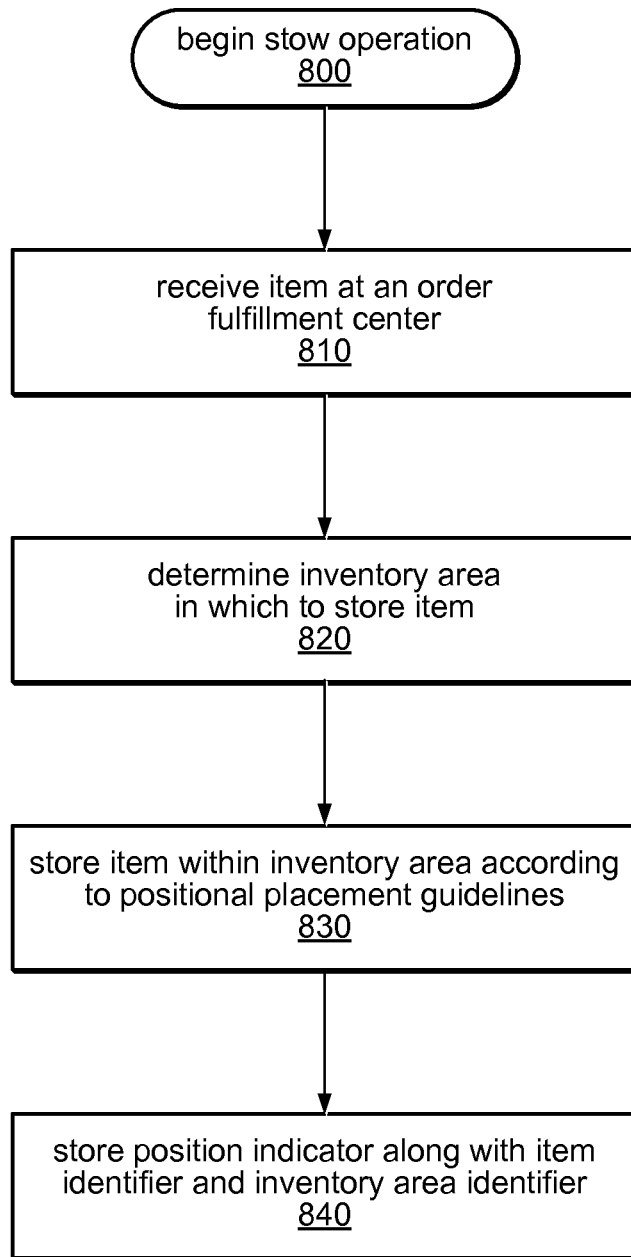 begin stow operation
800
receive item at an order
fulfillment center
810
determine inventory area
in which to store item
820
store item within inventory area according
to positional placement guidelines
830
store position indicator along with item
identifier and inventory area identifier
840